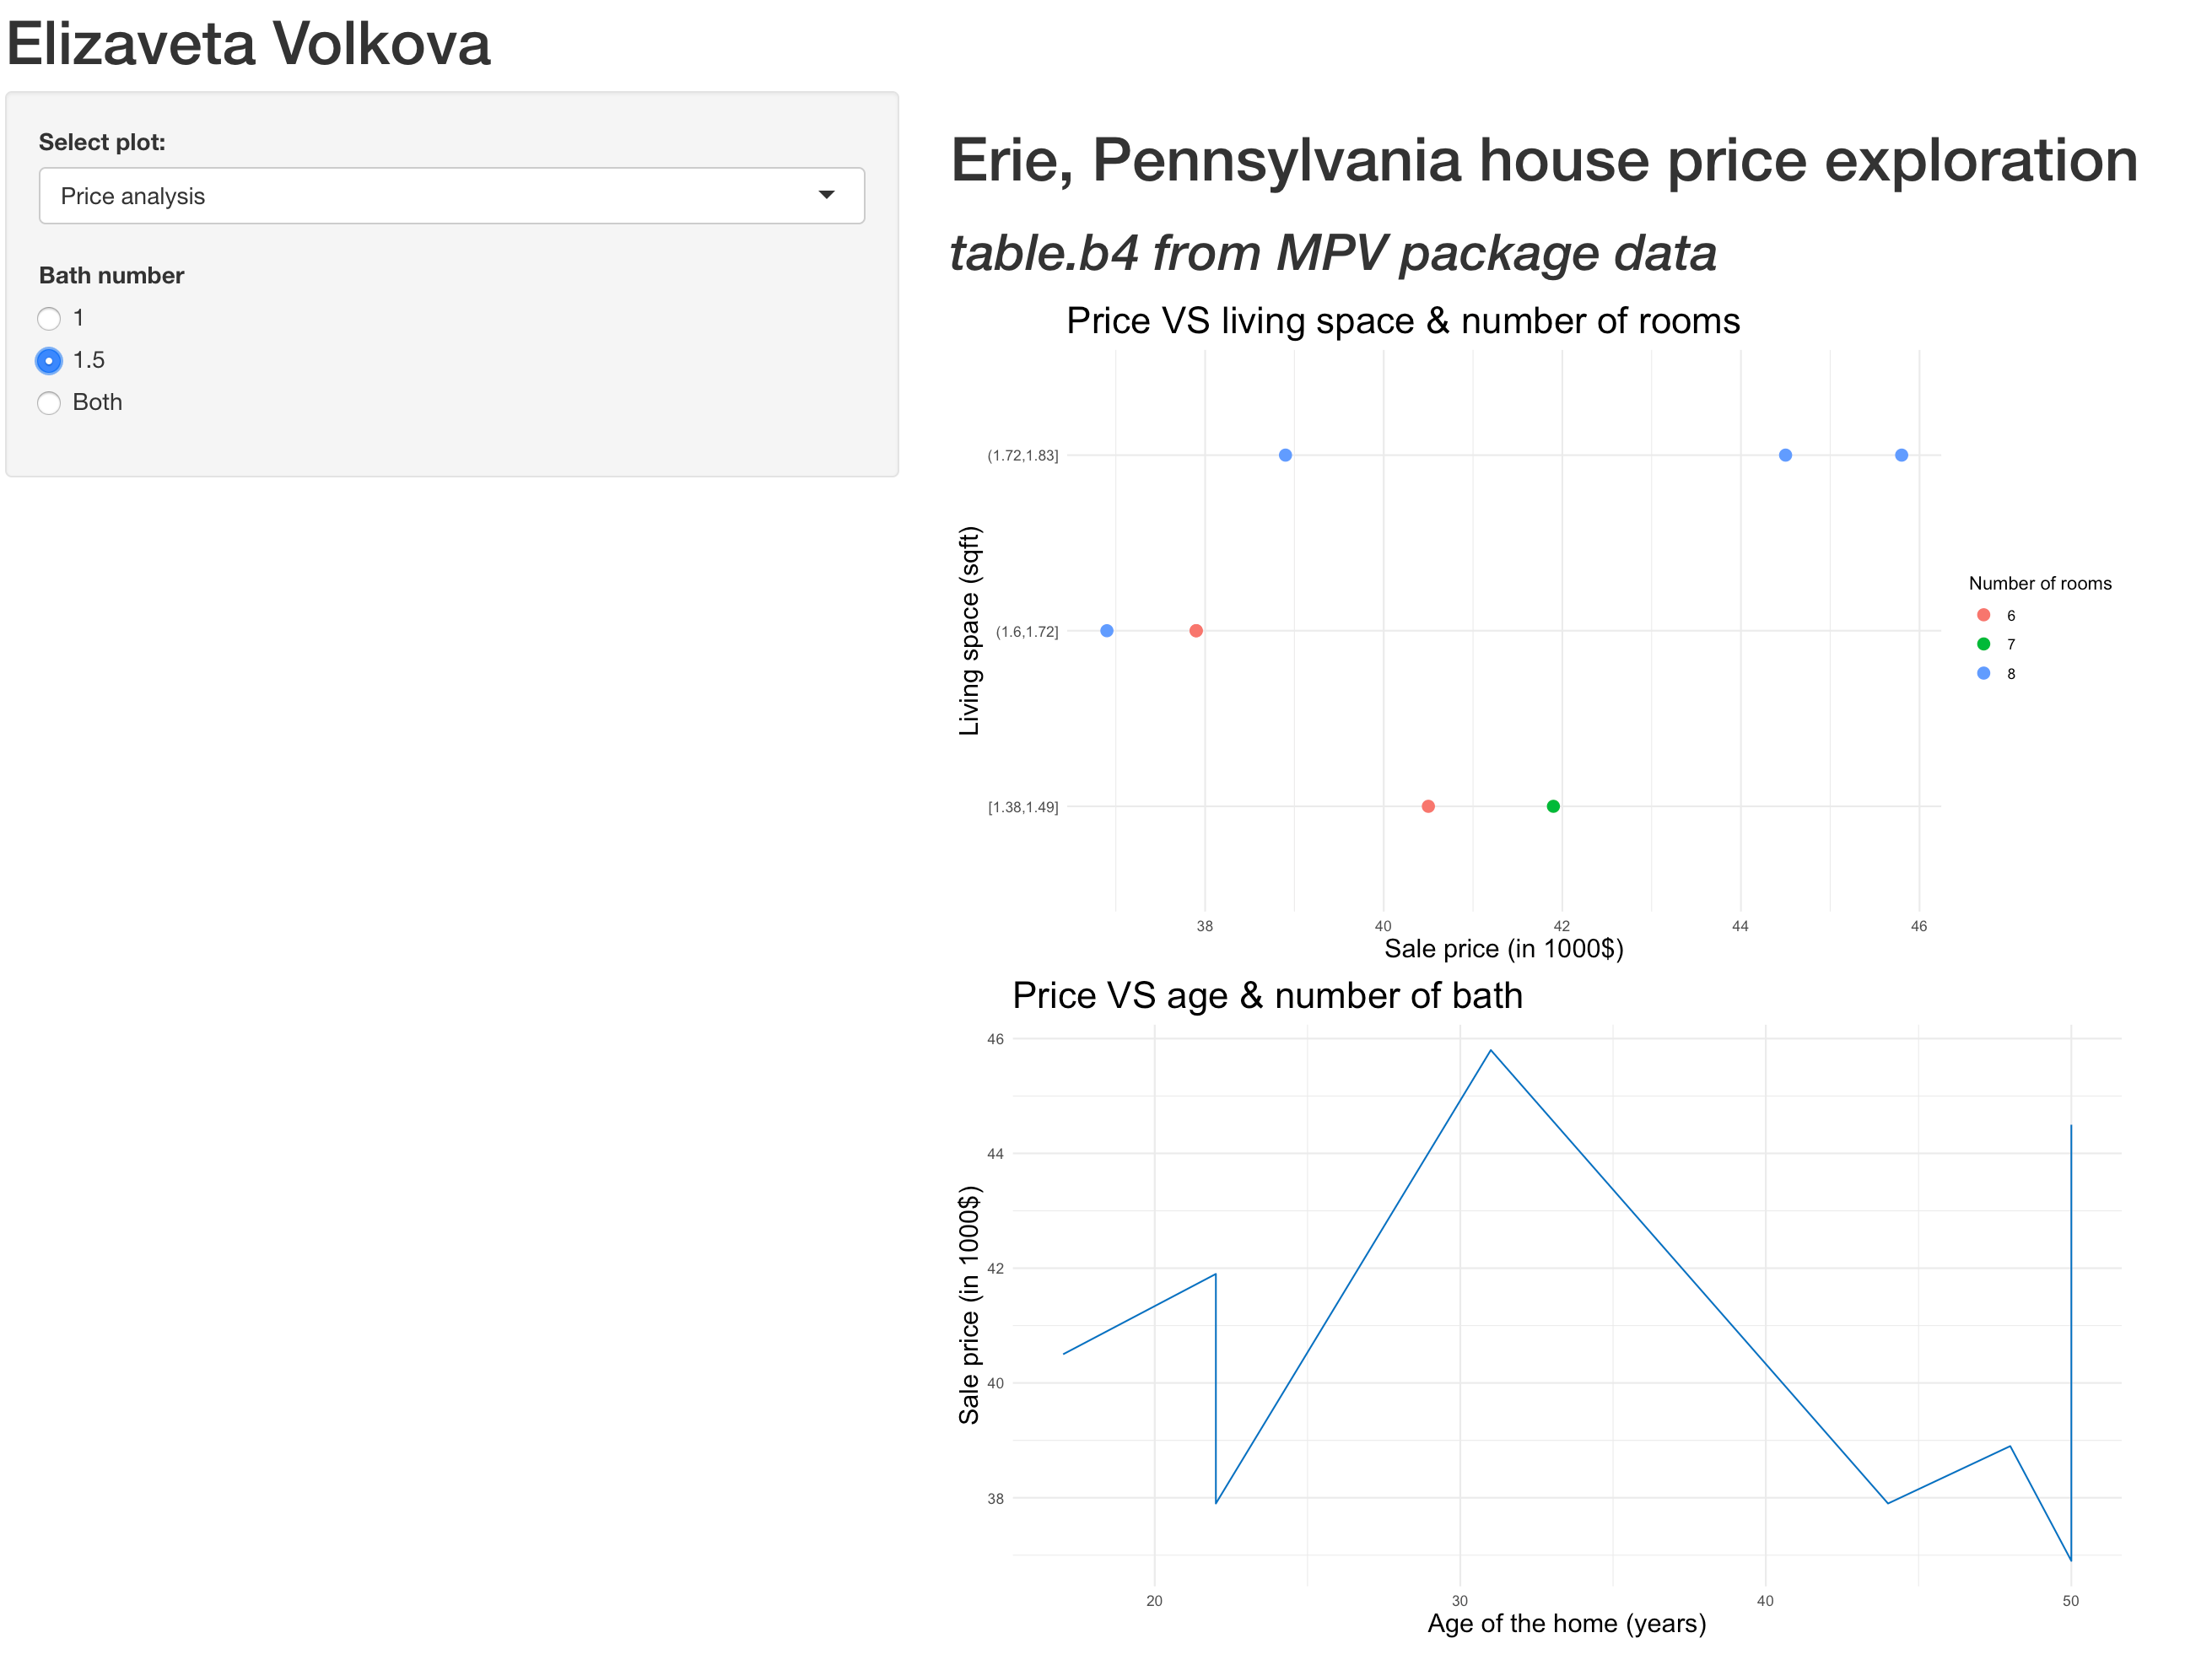 Elizaveta Volkova
Select plot:
Price analysis
Bath number
1
1.5
Both
Erie, Pennsylvania house price exploration
table.b4 from MPV package data
Price VS living space & number of rooms
Living space (sqft)
(1.72,1.83]
(1.6,1.72]
[1.38,1.49]
38 40 42 44 46
Sale price (in 1000$)
Number of rooms
6
7
8
Price VS age & number of bath
Sale price (in 1000$)
46
44
42
40
38
20 30 40 50
Age of the home (years)